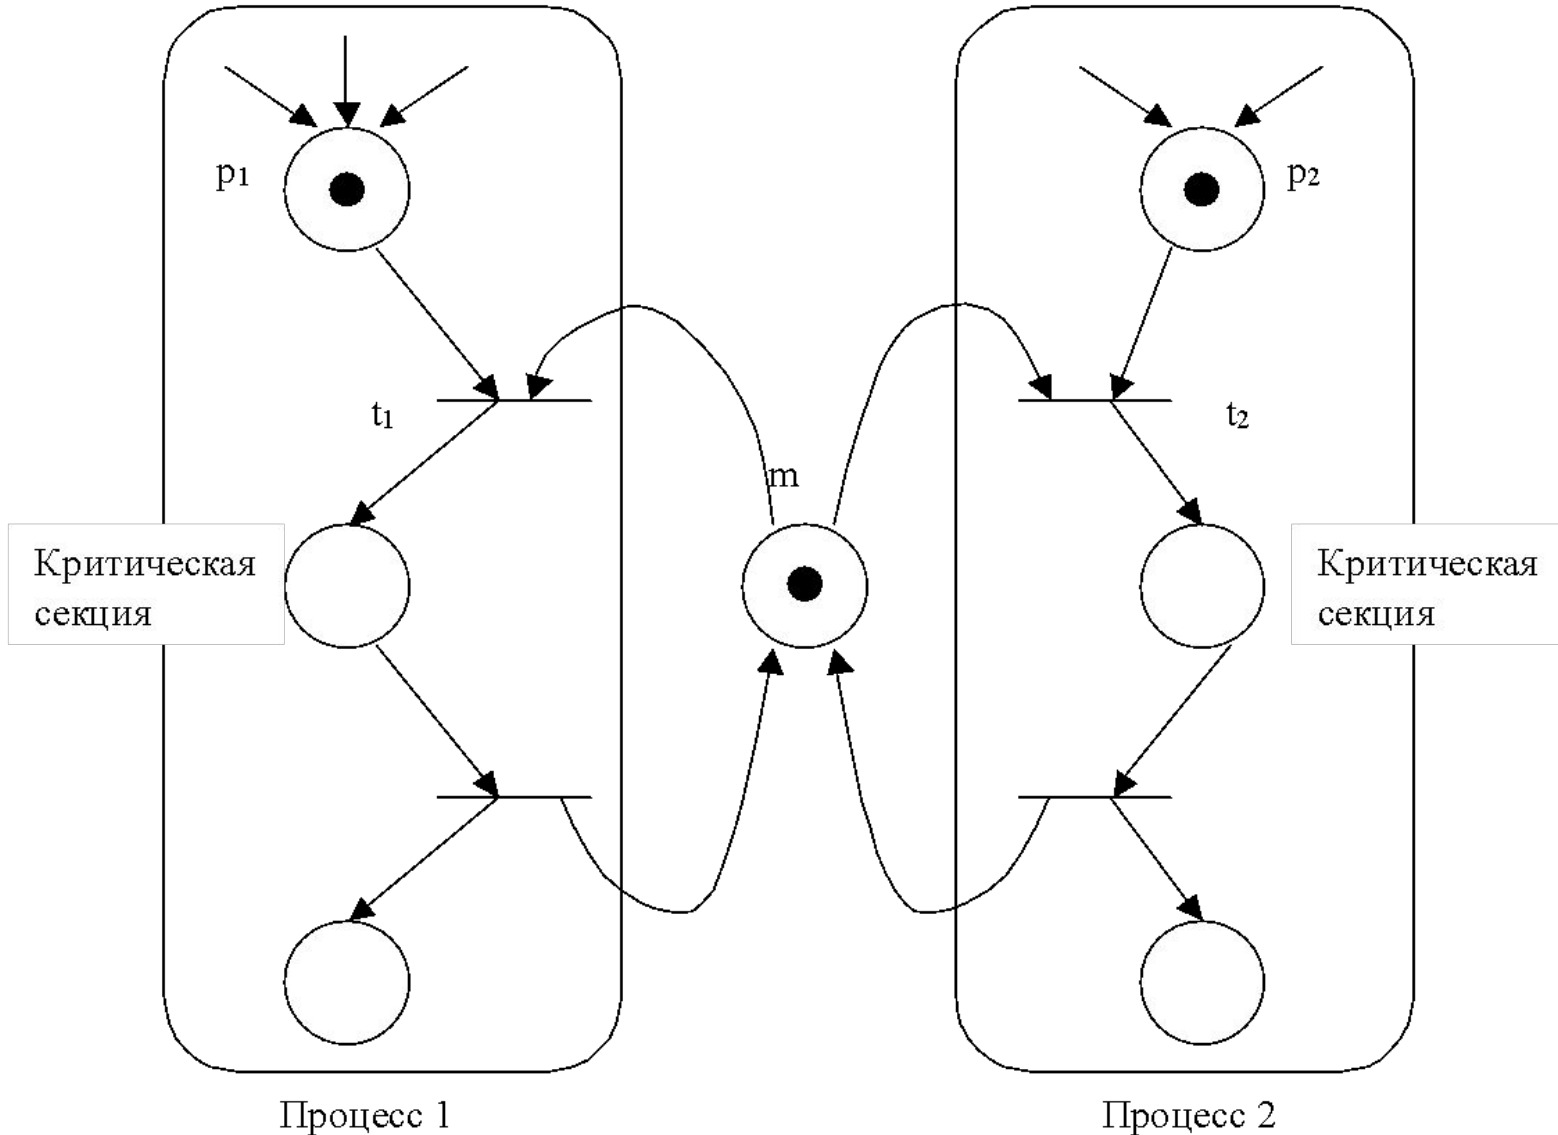 p₁
p₂
t₁
t₂
m
Критическая
секция
Критическая
секция
Процесс 1
Процесс 2